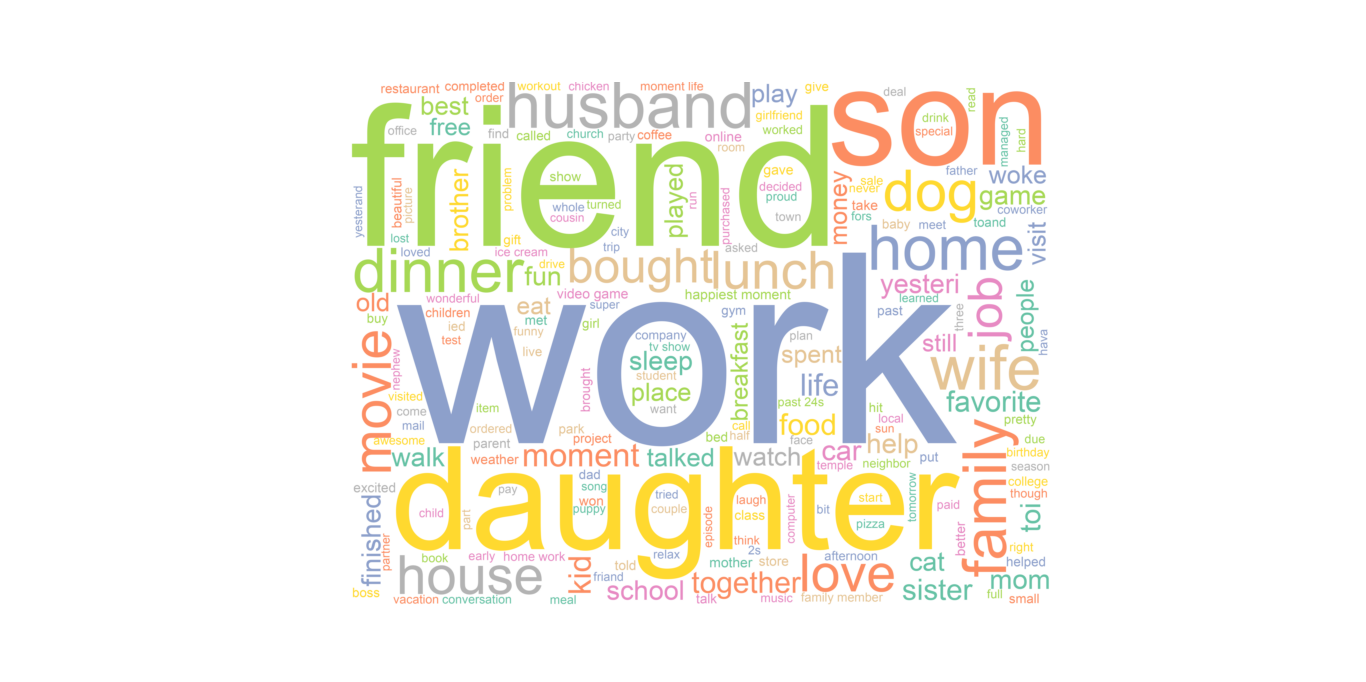 restaurant completed workout chicken moment life give deal read
order husband play
best girlfriend drink son
friend
free office find called church party coffee online worked special managed hard
room
show gave sale father woke
brother problem played run decided never dog game
yesterand beautiful picture whole turned purchased proud money take coworker
cousin town fors baby meet toand
lost gift city asked home visit
loved ice cream trip
dinner drive fun bought lunch
yesteri job people
old wonderful video game happiest moment learned
children eat super gym past three
buy met girl work
ied funny company plan still hava
test tv show breakfast spent
movie nephew live sleep wife
student life
brought place favorite
visited want past 24s hit
come item food local pretty
mail ordered park call sun
awesome parent project bed half face help family due
walk weather moment talked watch car put birthday
temple neighbor season
excited dad daughter college
pay song tried laugh start though
finished child won couple computer bit tomorrow paid toi
part puppy class pizza
episode think better
relax 2s afternoon right
book early home work mother store cat helped
partner house told love mom
friand kid together sister
boss school full
vacation conversation meal talk music family member small